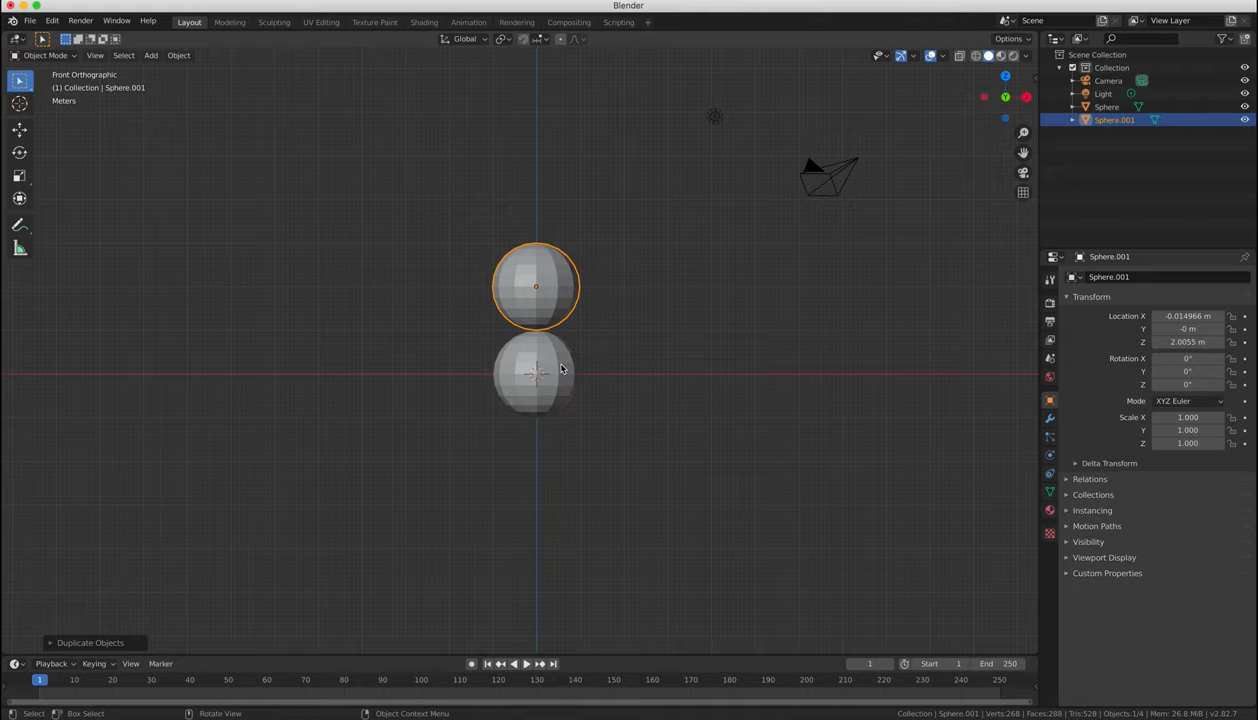 Blender
File Edit Render Window Help Layout Modeling Sculpting UV Editing Texture Paint Shading Animation Rendering Compositing Scripting + Scene View Layer
Global Options
Object Mode View Select Add Object
Front Orthographic
(1) Collection | Sphere.001
Meters
Z
Y
X
Scene Collection
Collection
Camera
Light
Sphere
Sphere.001
Sphere.001
Sphere.001
Transform
Location X -0.014966 m
Y -0 m
Z 2.0055 m
Rotation X 0°
Y 0°
Z 0°
Mode XYZ Euler
Scale X 1.000
Y 1.000
Z 1.000
Delta Transform
Relations
Collections
Instancing
Motion Paths
Visibility
Viewport Display
Custom Properties
Duplicate Objects
Playback Keying View Marker 1 Start 1 End 250
1 10 20 30 40 50 60 70 80 90 100 110 120 130 140 150 160 170 180 190 200 210 220 230 240 250
Select Box Select Rotate View Object Context Menu Collection | Sphere.001 | Verts:268 | Faces:288 | Tris:528 | Objects:1/4 | Mem: 26.8 MiB | v2.82.7